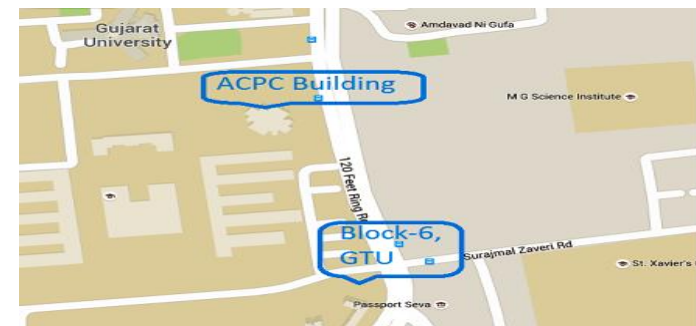 Gujarat
University
Amdavad Ni Gufa
ACPC Building
M G Science Institute
120 Feet Ring R
Block-6,
GTU
Surajmal Zaveri Rd
St. Xavier's
Passport Seva